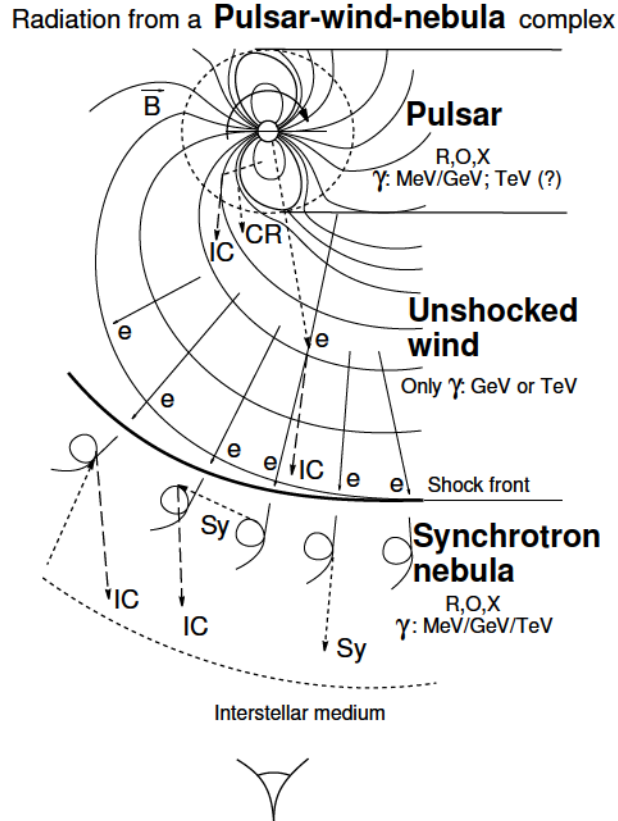 Radiation from a Pulsar-wind-nebula complex
B
Pulsar
R,O,X
γ: MeV/GeV; TeV (?)
IC
CR
Unshocked
wind
Only γ: GeV or TeV
e
e
e
e
e
IC
e
e
Shock front
Sy
Synchrotron
nebula
R,O,X
γ: MeV/GeV/TeV
IC
IC
Sy
Interstellar medium